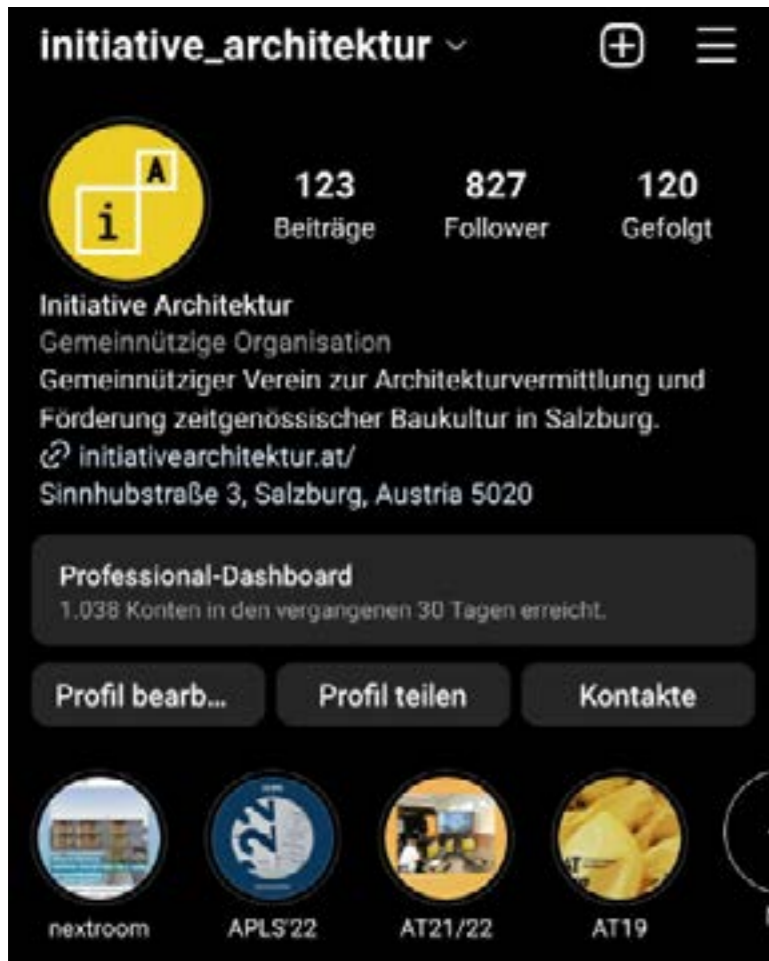 initiative_architektur
A
i
123 827 120
Beiträge Follower Gefolgt
Initiative Architektur
Gemeinnützige Organisation
Gemeinnütziger Verein zur Architekturvermittlung und
Förderung zeitgenössischer Baukultur in Salzburg.
initiativearchitektur.at/
Sinnhubstraße 3, Salzburg, Austria 5020
Professional-Dashboard
1.038 Konten in den vergangenen 30 Tagen erreicht.
Profil bearb... Profil teilen Kontakte
'22
nextroom APLS'22 AT21/22 AT19